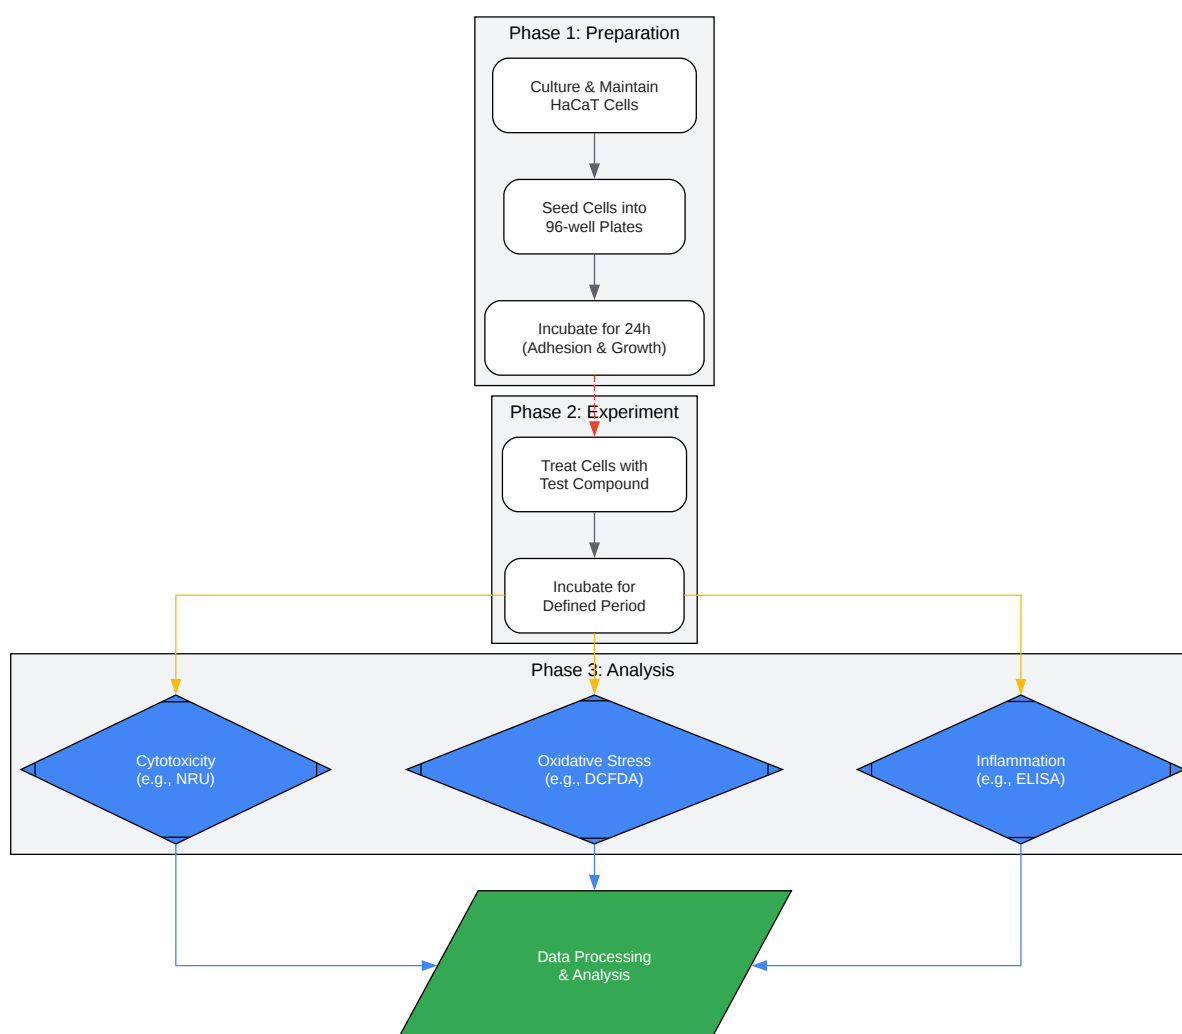 Phase 1: Preparation
Culture & Maintain
HaCaT Cells
Seed Cells into
96-well Plates
Incubate for 24h
(Adhesion & Growth)
Phase 2: Experiment
Treat Cells with
Test Compound
Incubate for
Defined Period
Phase 3: Analysis
Cytotoxicity
(e.g., NRU)
Oxidative Stress
(e.g., DCFDA)
Inflammation
(e.g., ELISA)
Data Processing
& Analysis